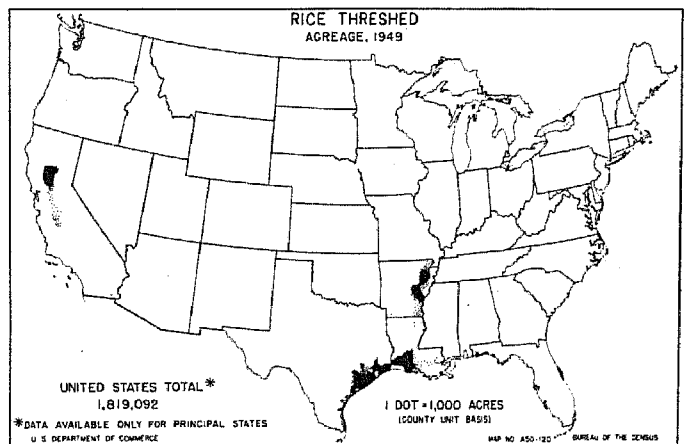 RICE THRESHED
ACREAGE, 1949
UNITED STATES TOTAL*
1,819,092
*DATA AVAILABLE ONLY FOR PRINCIPAL STATES
U S DEPARTMENT OF COMMERCE
1 DOT = 1,000 ACRES
(COUNTY UNIT BASIS)
MAP NO A50-120
BUREAU OF THE CENSUS